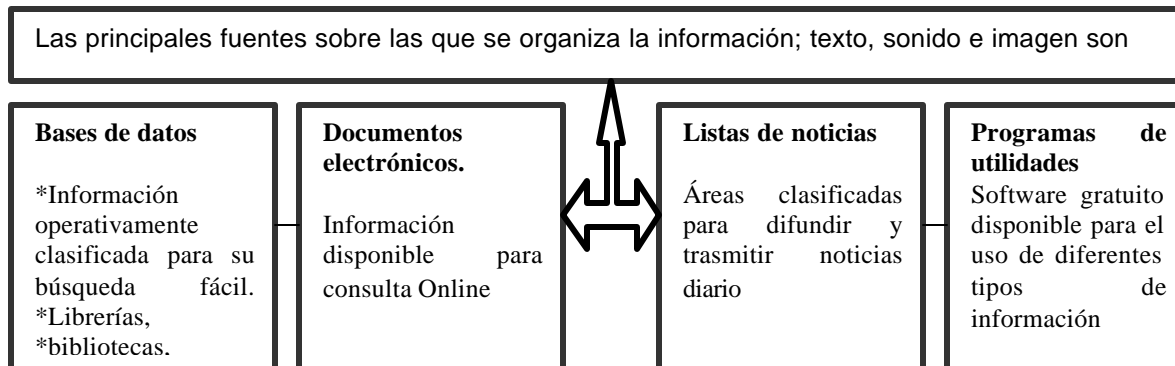 Las principales fuentes sobre las que se organiza la información; texto, sonido e imagen son
Bases de datos
*Información
operativamente
clasificada para su
búsqueda fácil.
*Librerías,
*bibliotecas,
Documentos
electrónicos.
Información
disponible para
consulta Online
Listas de noticias
Áreas clasificadas
para difundir y
trasmitir noticias
diario
Programas de
utilidades
Software gratuito
disponible para el
uso de diferentes
tipos de
información